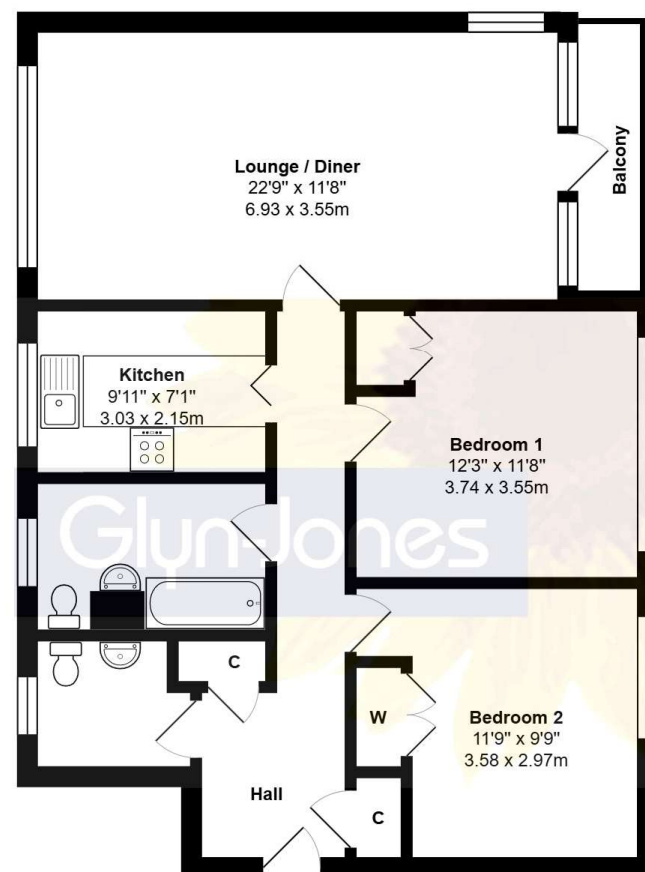 Lounge / Diner
22'9" x 11'8"
6.93 x 3.55m
Balcony
Kitchen
9'11" x 7'1"
3.03 x 2.15m
Bedroom 1
12'3" x 11'8"
3.74 x 3.55m
Glyn-Jones
C
W
Bedroom 2
11'9" x 9'9"
3.58 x 2.97m
Hall
C